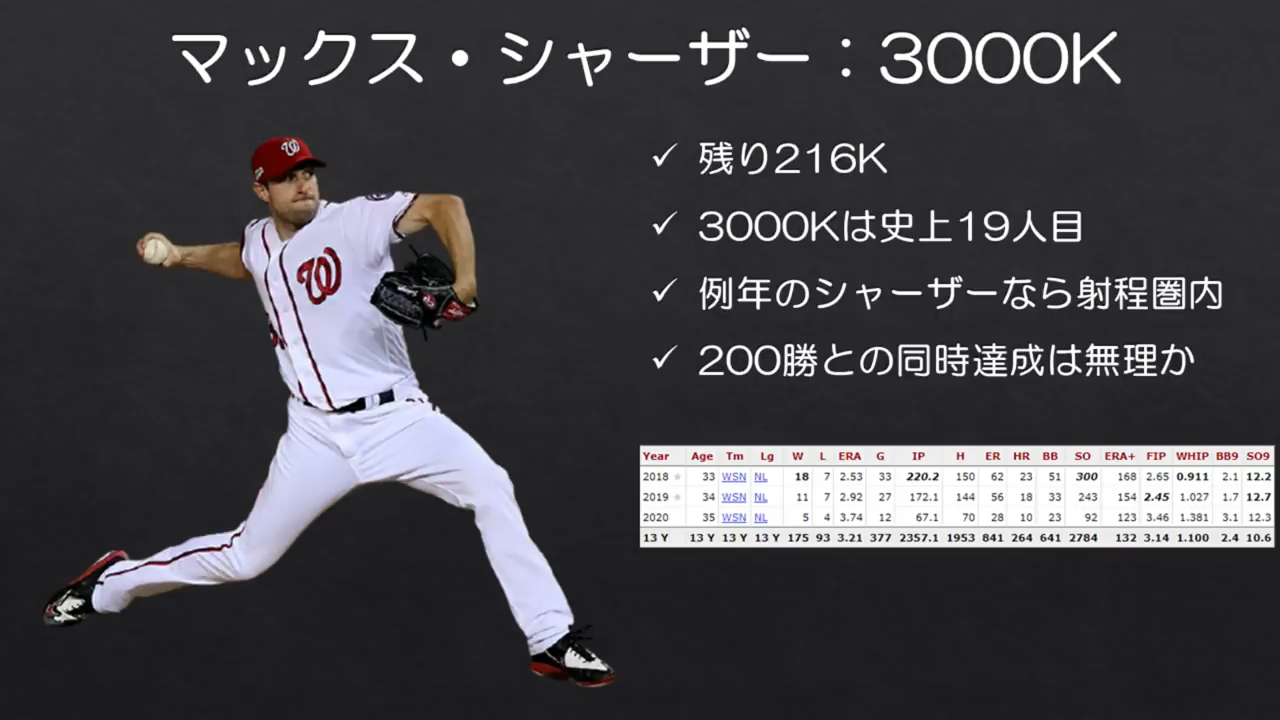 マックス・シャーザー：3000K
✓ 残り216K
✓ 3000Kは史上19人目
✓ 例年のシャーザーなら射程圏内
✓ 200勝との同時達成は無理か
Year Age Tm Lg W L ERA G IP H ER HR BB SO ERA+ FIP WHIP BB9 SO9
2018 ★ 33 WSN NL 18 7 2.53 33 220.2 150 62 23 51 300 168 2.65 0.911 2.1 12.2
2019 ★ 34 WSN NL 11 7 2.92 27 172.1 144 56 18 33 243 154 2.45 1.027 1.7 12.7
2020 35 WSN NL 5 4 3.74 12 67.1 70 28 10 23 92 123 3.46 1.381 3.1 12.3
13 Y 13 Y 13 Y 13 Y 175 93 3.21 377 2357.1 1953 841 264 641 2784 132 3.14 1.100 2.4 10.6
W
W